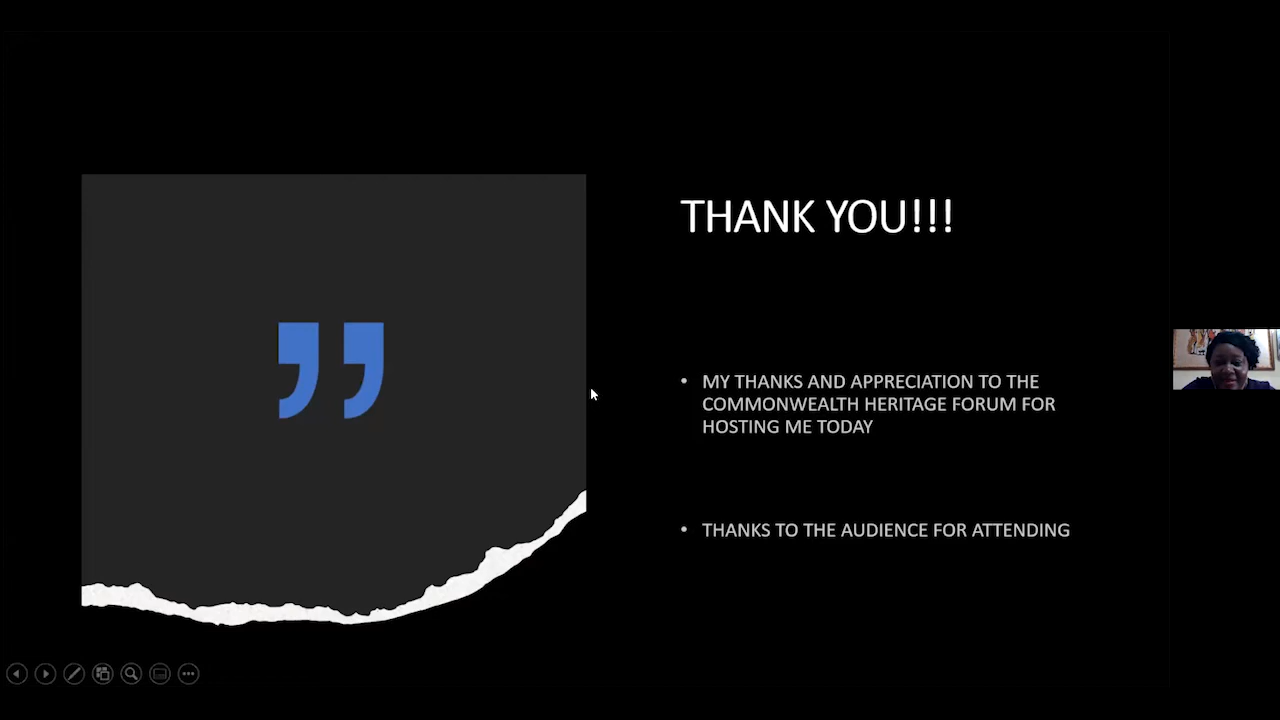 THANK YOU!!!
• MY THANKS AND APPRECIATION TO THE
COMMONWEALTH HERITAGE FORUM FOR
HOSTING ME TODAY
• THANKS TO THE AUDIENCE FOR ATTENDING